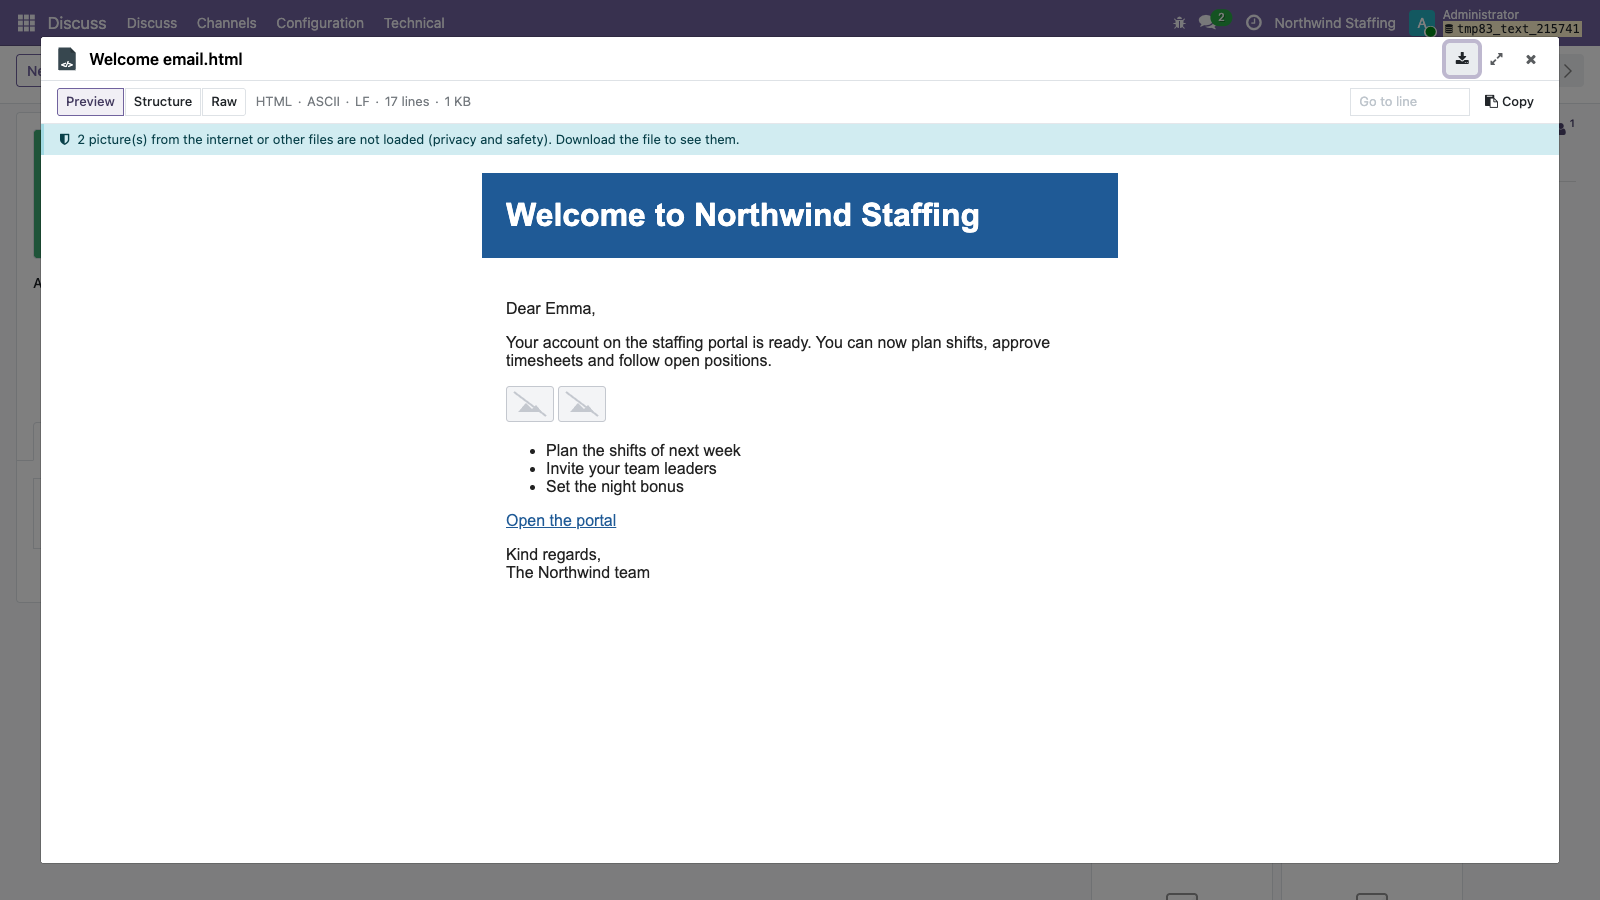 Discuss
Discuss
Channels
Configuration
Technical
2
Northwind Staffing
A
Administrator
tmp83_text_215741
Welcome email.html
Preview
Structure
Raw
HTML · ASCII · LF · 17 lines · 1 KB
Go to line
Copy
1
2 picture(s) from the internet or other files are not loaded (privacy and safety). Download the file to see them.
Welcome to Northwind Staffing
Dear Emma,
Your account on the staffing portal is ready. You can now plan shifts, approve
timesheets and follow open positions.
• Plan the shifts of next week
• Invite your team leaders
• Set the night bonus
Open the portal
Kind regards,
The Northwind team